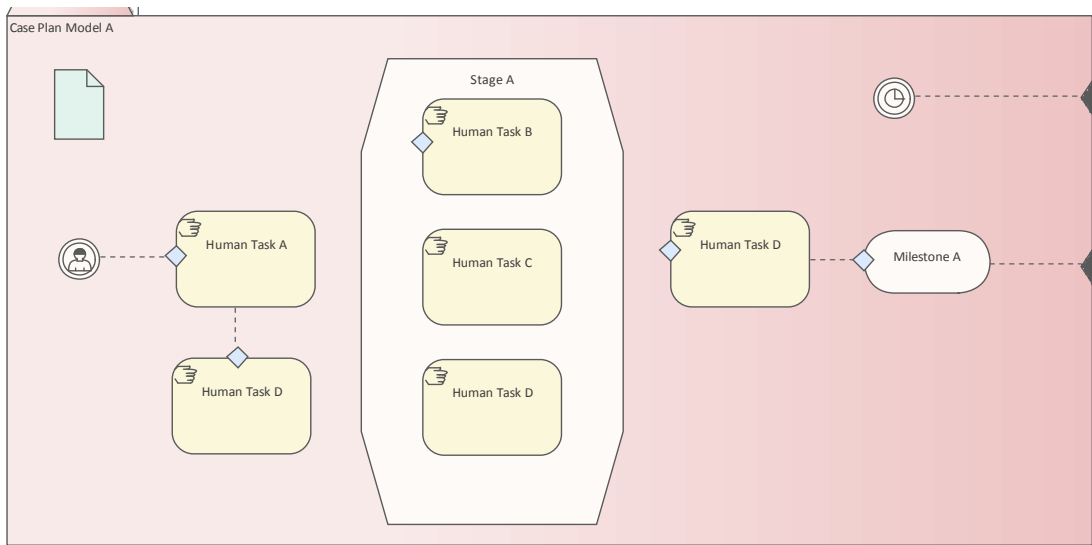 Case Plan Model A
Stage A
Human Task B
Human Task A
Human Task C
Human Task D
Milestone A
Human Task D
Human Task D